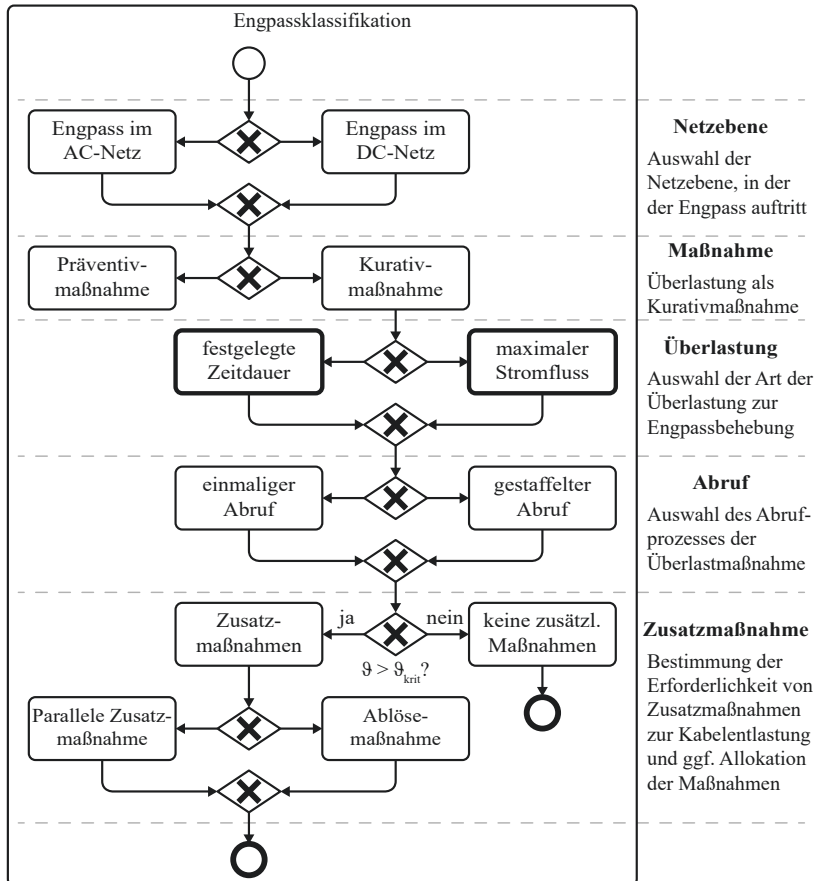 Engpassklassifikation
Engpass im
AC-Netz
Engpass im
DC-Netz
Netzebene
Auswahl der
Netzebene, in der
der Engpass auftritt
Präventiv-
maßnahme
Kurativ-
maßnahme
Maßnahme
Überlastung als
Kurativmaßnahme
festgelegte
Zeitdauer
maximaler
Stromfluss
Überlastung
Auswahl der Art der
Überlastung zur
Engpassbehebung
einmaliger
Abruf
gestaffelter
Abruf
Abruf
Auswahl des Abruf-
prozesses der
Überlastmaßnahme
Zusatz-
maßnahmen
ja
nein
keine zusätzl.
Maßnahmen
ϑ > ϑkrit?
Zusatzmaßnahme
Bestimmung der
Erforderlichkeit von
Zusatzmaßnahmen
zur Kabelentlastung
und ggf. Allokation
der Maßnahmen
Parallele Zusatz-
maßnahme
Ablöse-
maßnahme